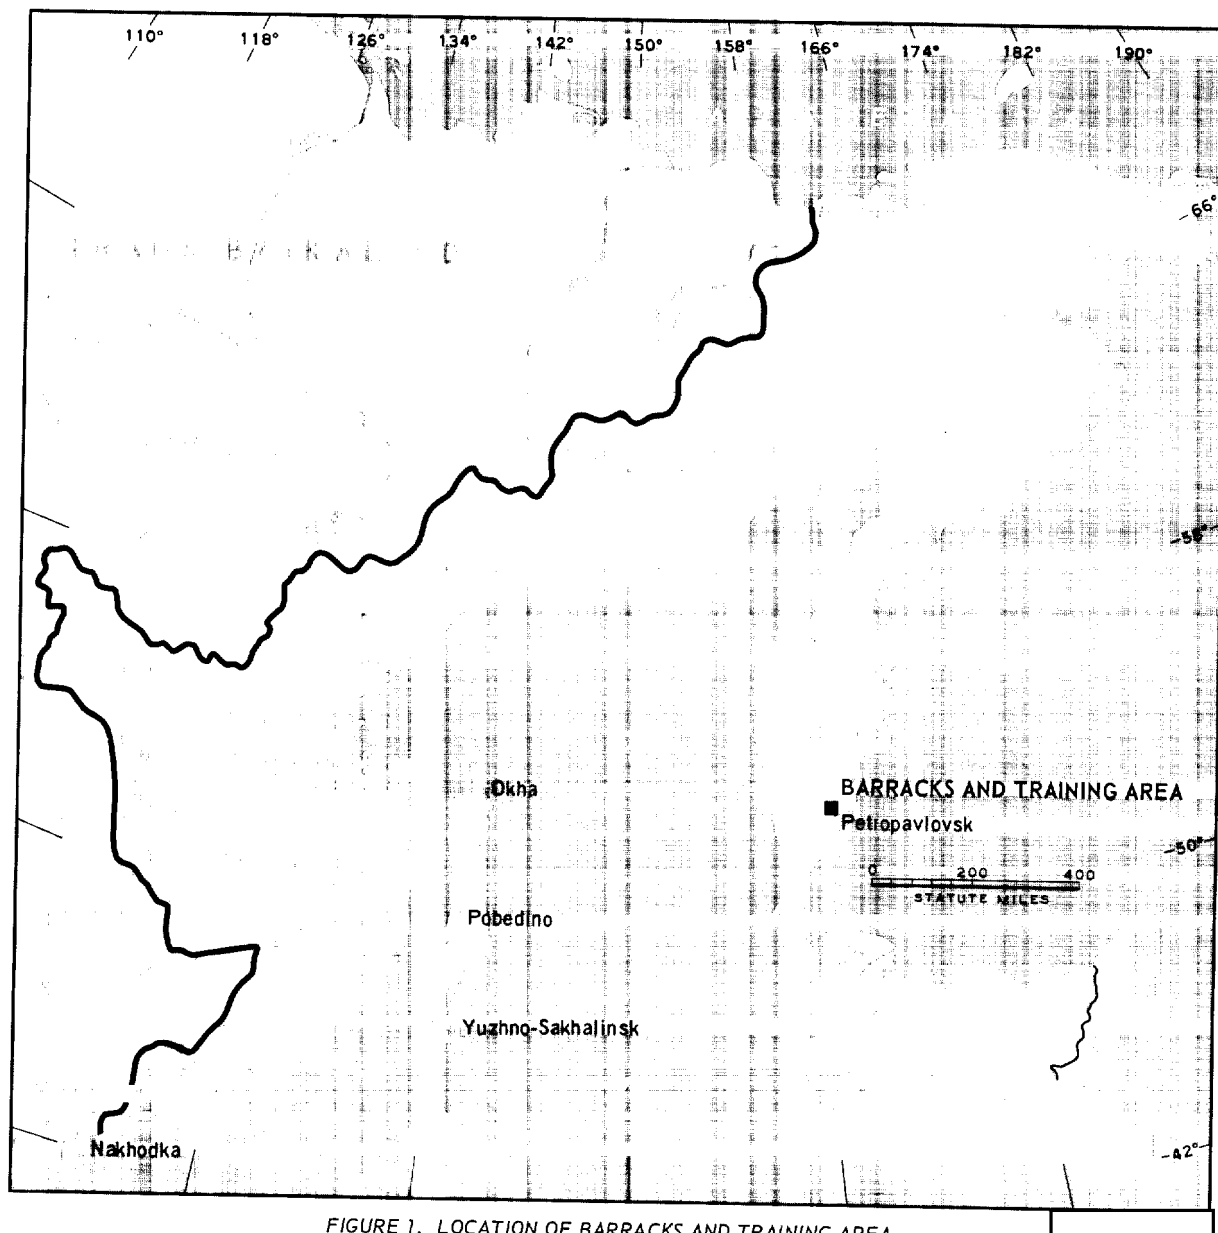 110° 118° 126° 134° 142° 150° 158° 166° 174° 182° 190°
66°
58°
Okha
BARRACKS AND TRAINING AREA
Petropavlovsk
50°
0 200 400
STATUTE MILES
Pobedino
Yuzhno-Sakhalinsk
Nakhodka
42°
FIGURE 1. LOCATION OF BARRACKS AND TRAINING AREA